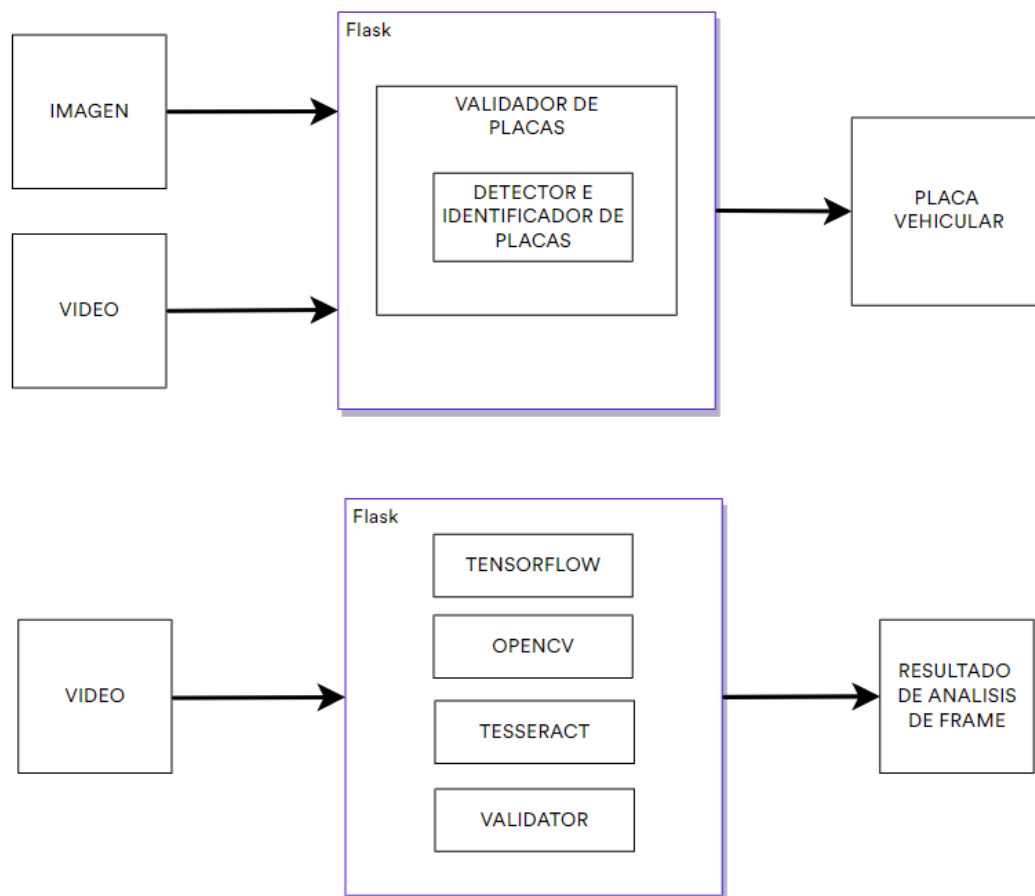 Flask
IMAGEN
VALIDADOR DE
PLACAS
DETECTOR E
IDENTIFICADOR DE
PLACAS
VIDEO
PLACA
VEHICULAR
Flask
TENSORFLOW
OPENCV
TESSERACT
VALIDATOR
VIDEO
RESULTADO
DE ANALISIS
DE FRAME